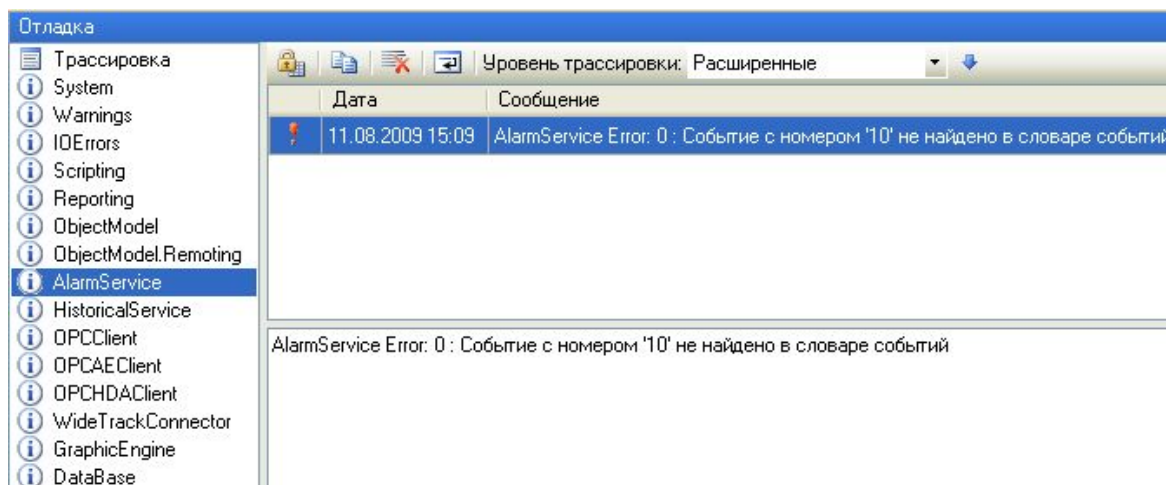 Отладка
Трассировка
System
Warnings
IOErrors
Scripting
Reporting
ObjectModel
ObjectModel.Remoting
AlarmService
HistoricalService
OPCClient
OPCAEClient
OPCHDAClient
WideTrackConnector
GraphicEngine
DataBase
Уровень трассировки: Расширенные
Дата Сообщение
11.08.2009 15:09 AlarmService Error: 0 : Событие с номером '10' не найдено в словаре событий
AlarmService Error: 0 : Событие с номером '10' не найдено в словаре событий